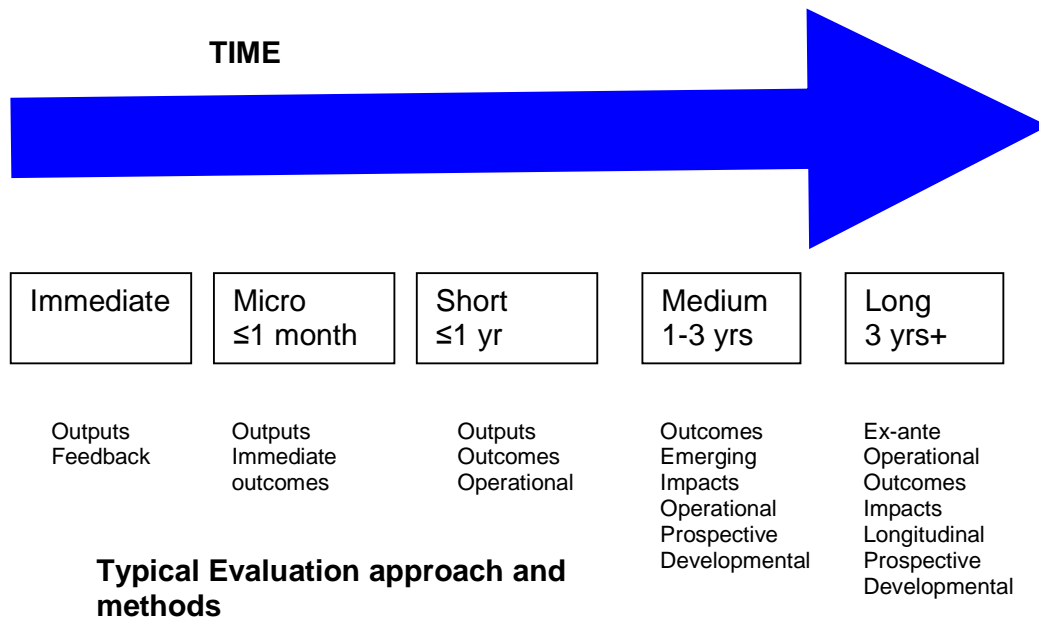 TIME
Immediate
Micro
≤1 month
Short
≤1 yr
Medium
1-3 yrs
Long
3 yrs+
Outputs
Feedback
Outputs
Immediate
outcomes
Outputs
Outcomes
Operational
Outcomes
Emerging
Impacts
Operational
Prospective
Developmental
Ex-ante
Operational
Outcomes
Impacts
Longitudinal
Prospective
Developmental
Typical Evaluation approach and
methods